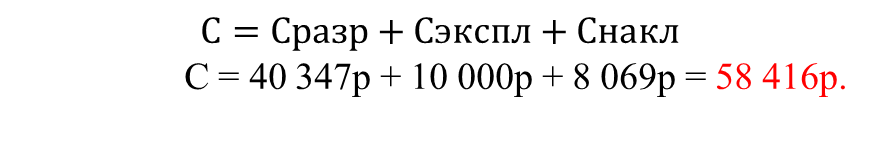 С = Сразр + Сэкспл + Снакл
С = 40 347р + 10 000р + 8 069р = 58 416р.